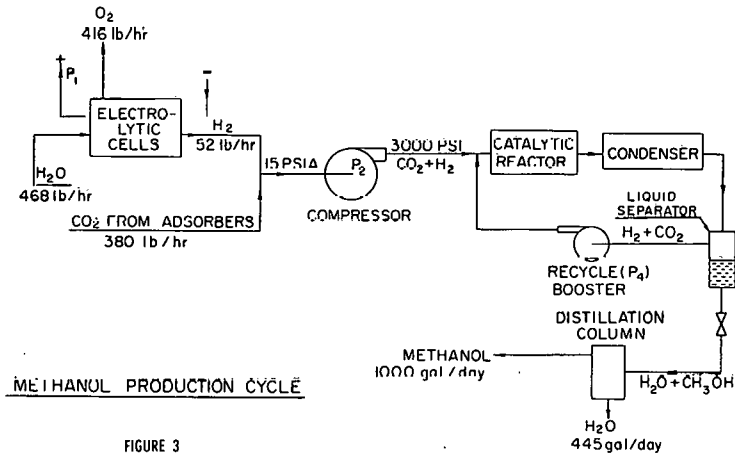 O2
416 lb/hr
+
P1
-
ELECTRO-
LYTIC
CELLS
H2
52 lb/hr
H2O
468 lb/hr
CO2 FROM ADSORBERS
380 lb/hr
15 PSIA
P2
COMPRESSOR
3000 PSI
CO2+H2
CATALYTIC
REACTOR
CONDENSER
LIQUID
SEPARATOR
H2+CO2
RECYCLE(P4)
BOOSTER
DISTILLATION
COLUMN
METHANOL
1000 gal/day
H2O+CH3OH
H2O
445 gal/day
METHANOL PRODUCTION CYCLE
FIGURE 3